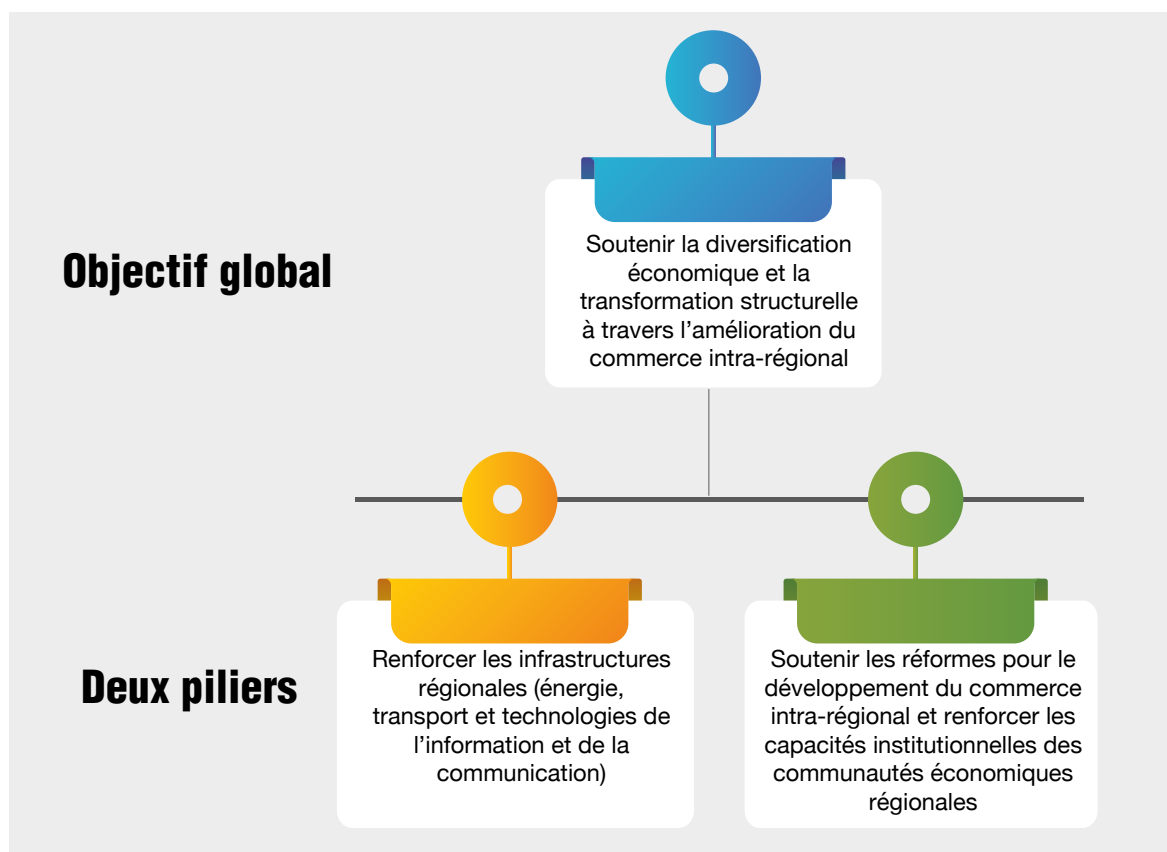 Objectif global
Soutenir la diversification
économique et la
transformation structurelle
à travers l’amélioration du
commerce intra-régional
Deux piliers
Renforcer les infrastructures
régionales (énergie,
transport et technologies de
l’information et de la
communication)
Soutenir les réformes pour le
développement du commerce
intra-régional et renforcer les
capacités institutionnelles des
communautés économiques
régionales